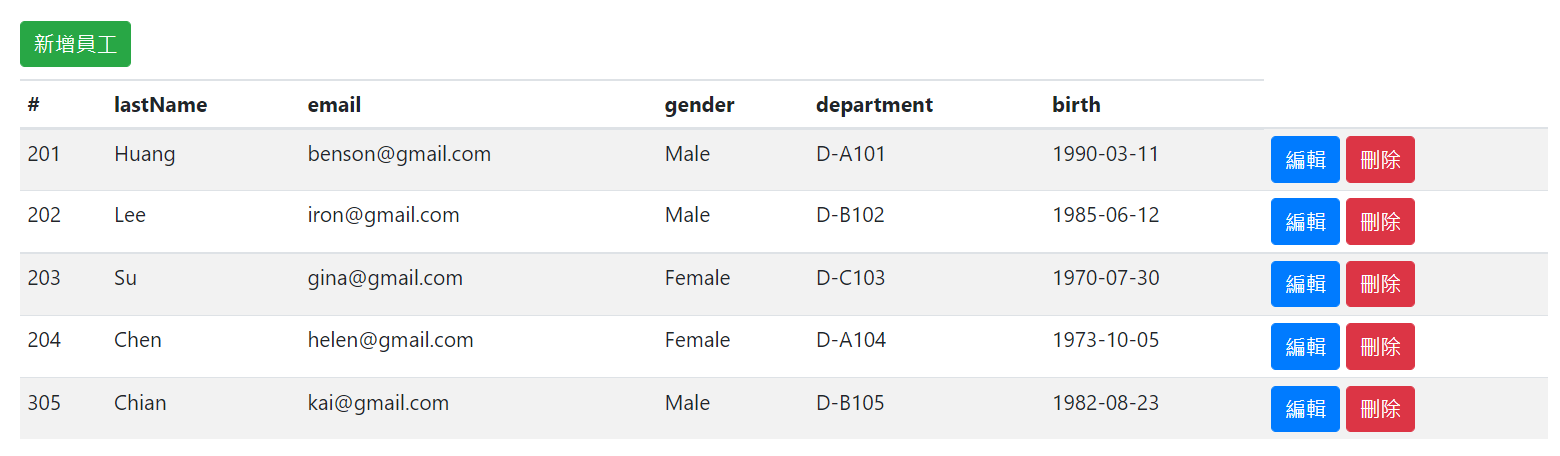 新增員工
# lastName email gender department birth
201 Huang benson@gmail.com Male D-A101 1990-03-11 編輯 刪除
202 Lee iron@gmail.com Male D-B102 1985-06-12 編輯 刪除
203 Su gina@gmail.com Female D-C103 1970-07-30 編輯 刪除
204 Chen helen@gmail.com Female D-A104 1973-10-05 編輯 刪除
305 Chian kai@gmail.com Male D-B105 1982-08-23 編輯 刪除